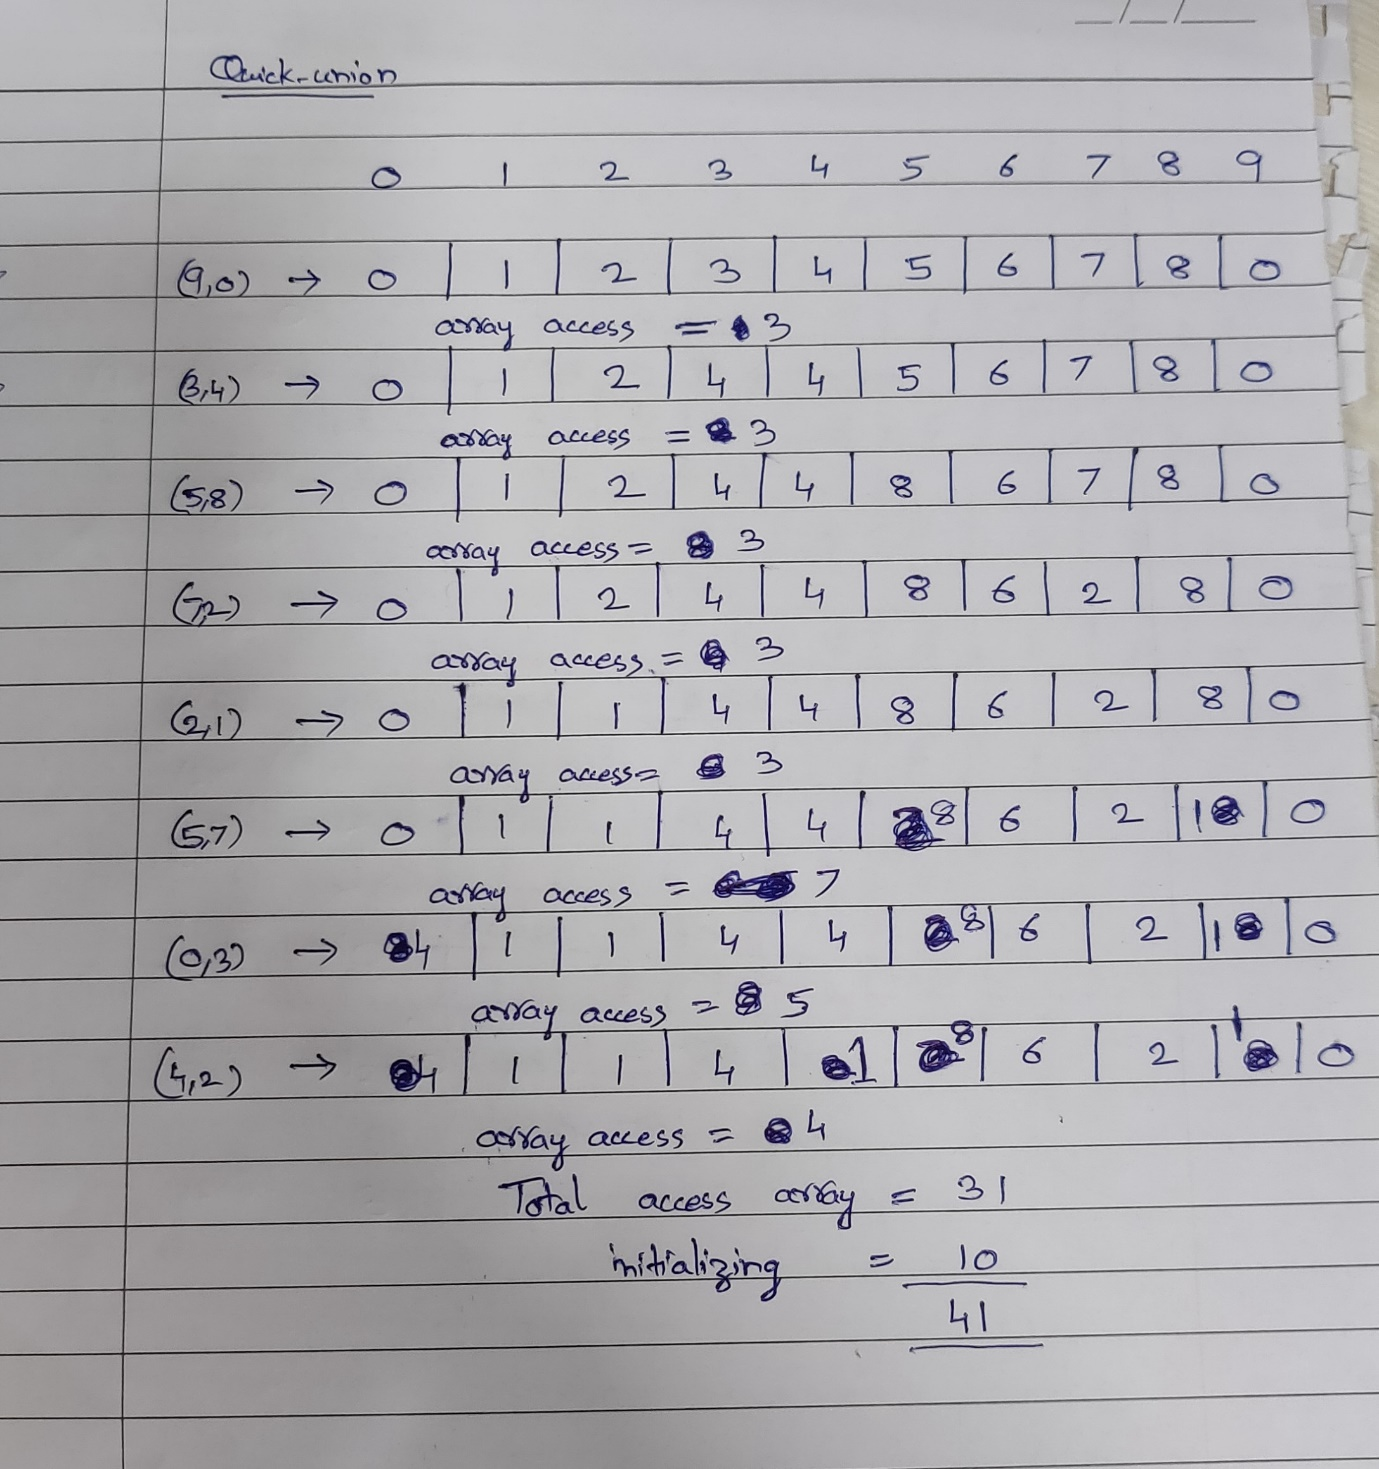 Quick-union
0 1 2 3 4 5 6 7 8 9
(9,0) → 0 | 1 | 2 | 3 | 4 | 5 | 6 | 7 | 8 | 0
array access = 3
(3,4) → 0 | 1 | 2 | 4 | 4 | 5 | 6 | 7 | 8 | 0
array access = 3
(5,8) → 0 | 1 | 2 | 4 | 4 | 8 | 6 | 7 | 8 | 0
array access = 3
(7,2) → 0 | 1 | 2 | 4 | 4 | 8 | 6 | 2 | 8 | 0
array access = 3
(2,1) → 0 | 1 | 1 | 4 | 4 | 8 | 6 | 2 | 8 | 0
array access = 3
(5,7) → 0 | 1 | 1 | 4 | 4 | 8 | 6 | 2 | 1 | 0
array access = 7
(0,3) → 4 | 1 | 1 | 4 | 4 | 8 | 6 | 2 | 1 | 0
array access = 5
(4,2) → 4 | 1 | 1 | 4 | 1 | 8 | 6 | 2 | 1 | 0
array access = 4
Total access array = 31
initializing = 10
41